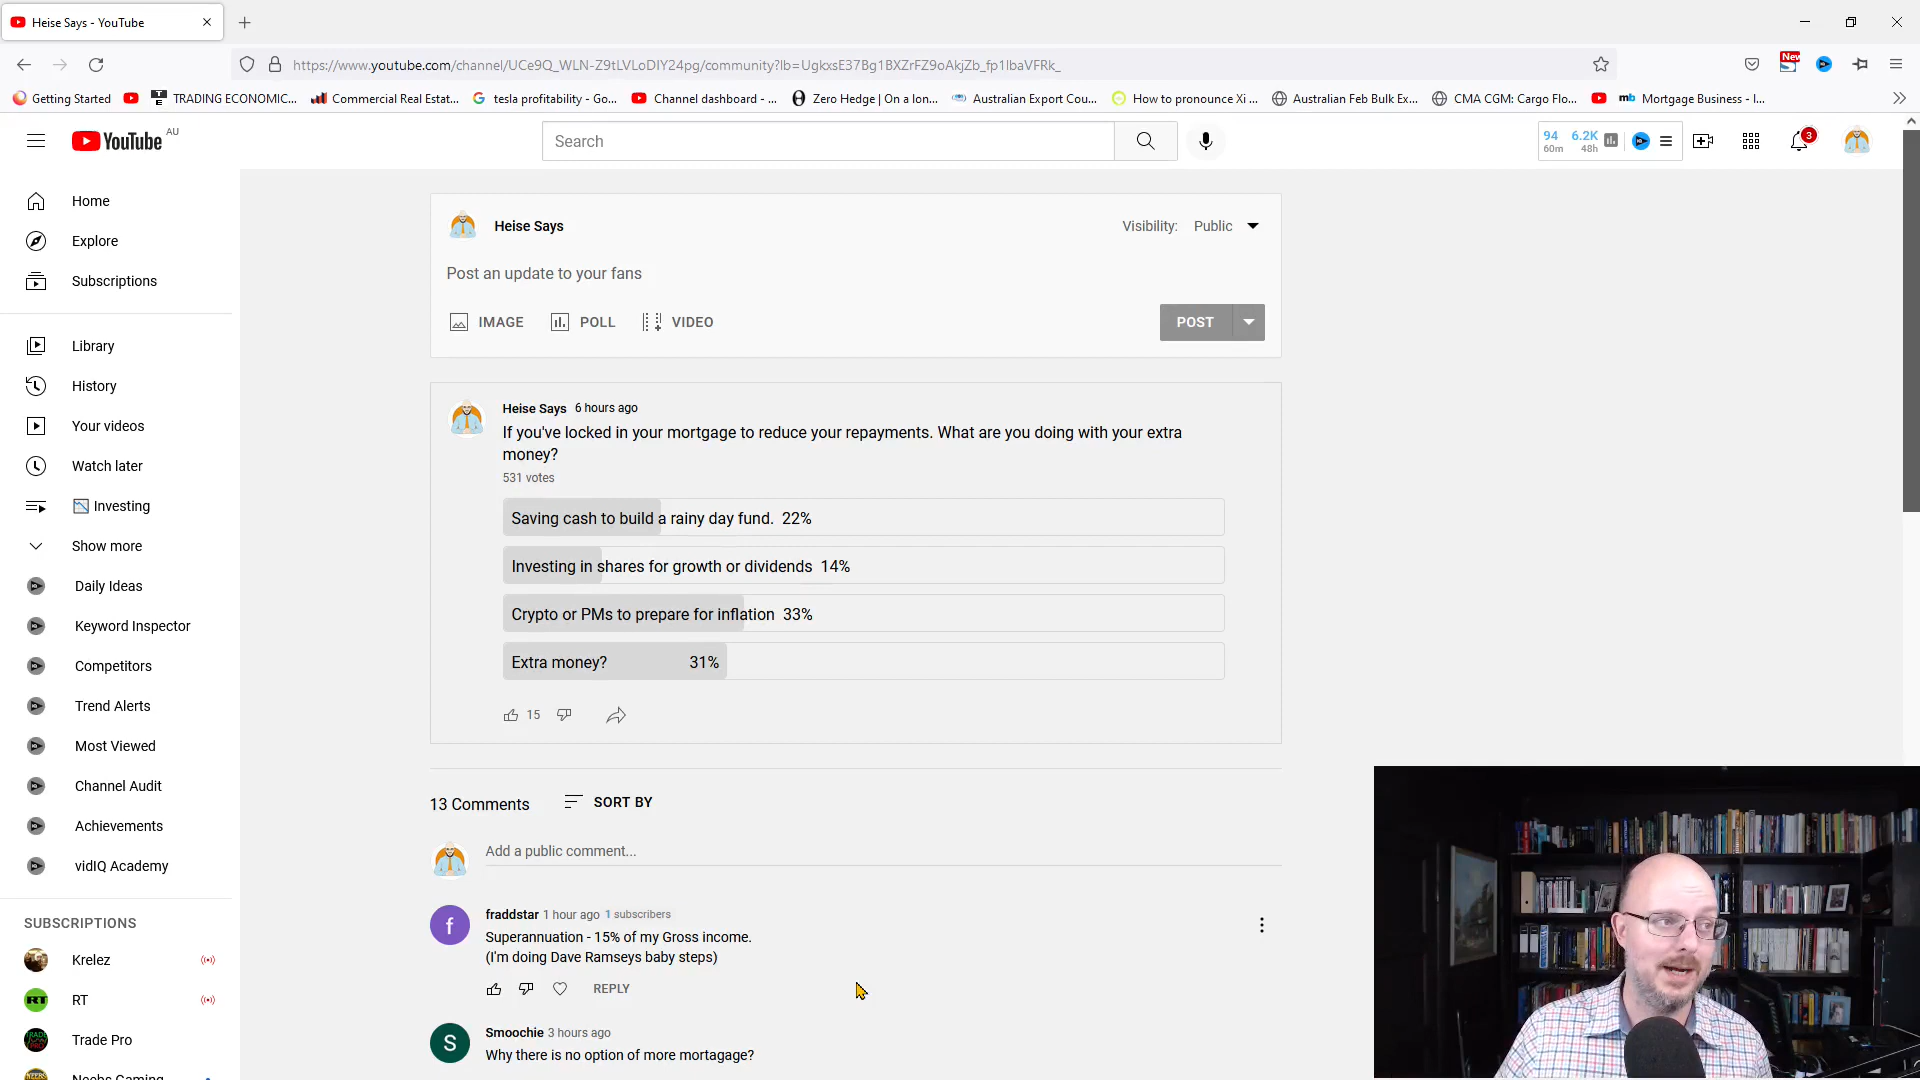 Heise Says - YouTube
https://www.youtube.com/channel/UCe9Q_WLN-Z9tLVLoDIY24pg/community?lb=UgkxsE37Bg1BXZrFZ9oAkjZb_fp1lbaVFRk_
New
Getting Started
TRADING ECONOMIC...
Commercial Real Estat...
tesla profitability - Go...
Channel dashboard - ...
Zero Hedge | On a lon...
Australian Export Cou...
How to pronounce Xi ...
Australian Feb Bulk Ex...
CMA CGM: Cargo Flo...
Mortgage Business - I...
YouTube AU
Search
94 60m
6.2K 48h
3
Home
Explore
Subscriptions
Library
History
Your videos
Watch later
Investing
Show more
Daily Ideas
Keyword Inspector
Competitors
Trend Alerts
Most Viewed
Channel Audit
Achievements
vidIQ Academy
SUBSCRIPTIONS
Krelez
RT
Trade Pro
Heise Says
Visibility: Public
Post an update to your fans
IMAGE POLL VIDEO
POST
Heise Says 6 hours ago
If you've locked in your mortgage to reduce your repayments. What are you doing with your extra
money?
531 votes
Saving cash to build a rainy day fund. 22%
Investing in shares for growth or dividends 14%
Crypto or PMs to prepare for inflation 33%
Extra money? 31%
15
13 Comments SORT BY
Add a public comment...
f
fraddstar 1 hour ago 1 subscribers
Superannuation - 15% of my Gross income.
(I'm doing Dave Ramseys baby steps)
REPLY
S
Smoochie 3 hours ago
Why there is no option of more mortagage?